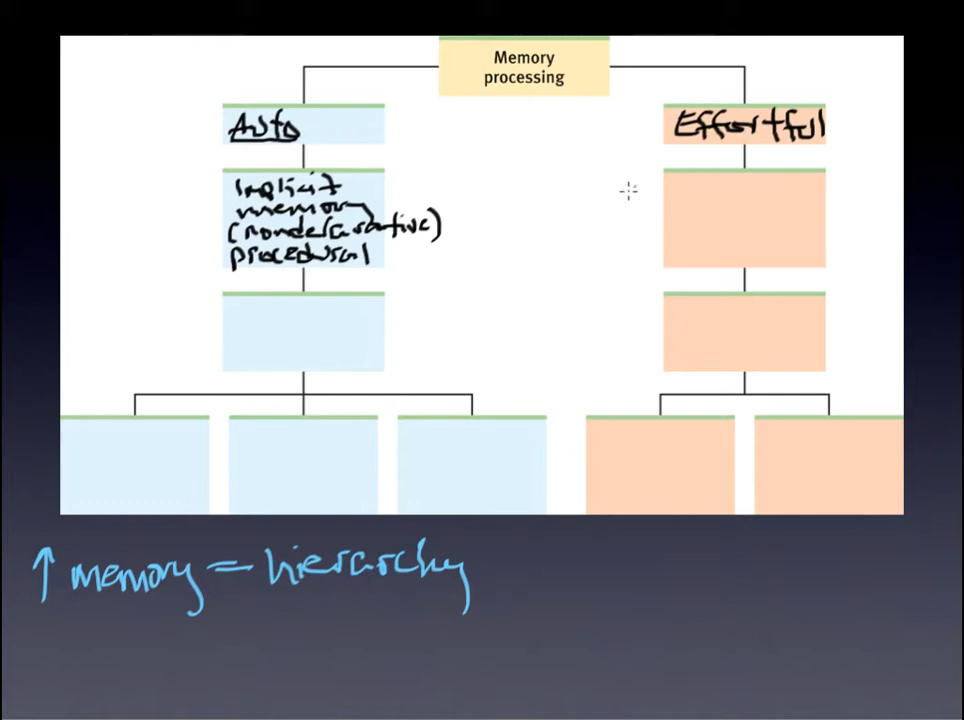 Memory
processing
Auto
Effortful
Implicit
memory
(nondeclarative)
procedural
↑ memory = hierarchy